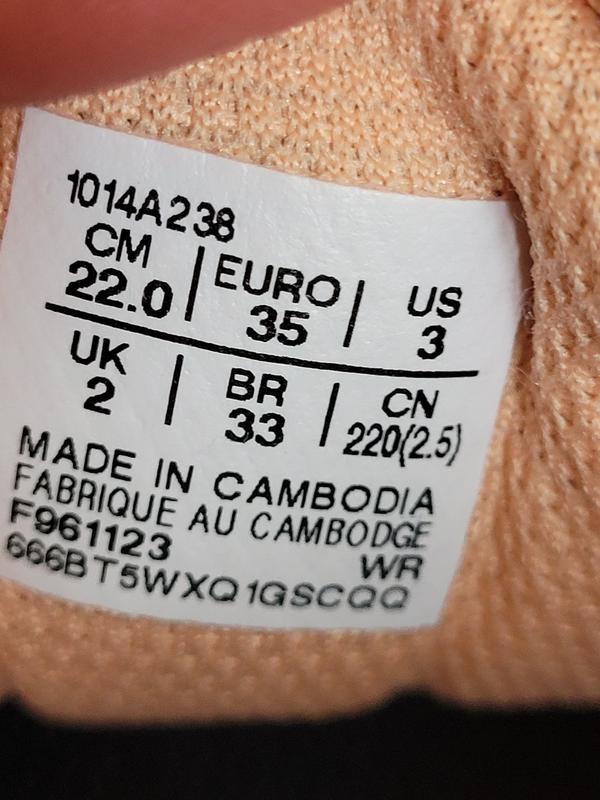 1014A238
CM | EURO | US
22.0 | 35 | 3
UK | BR | CN
2 | 33 | 220(2.5)
MADE IN CAMBODIA
FABRIQUE AU CAMBODGE
F961123 WR
666BT5WXQ1GSCQQ